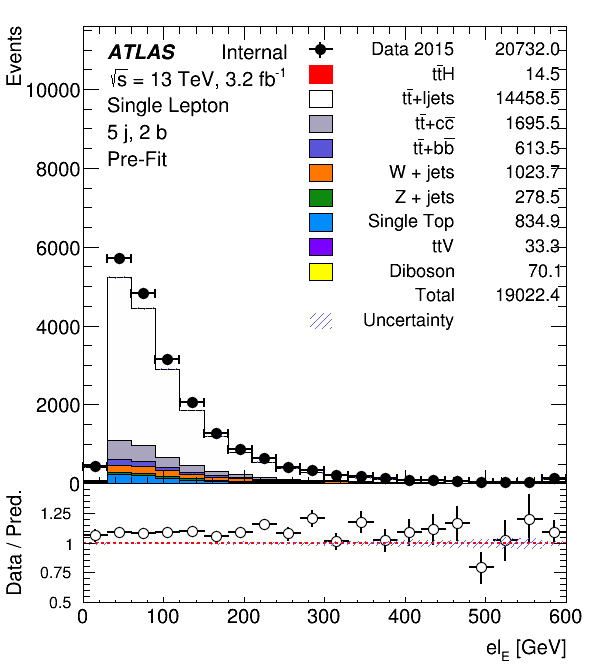 Events
10000
8000
6000
4000
2000
0
ATLAS Internal
√s = 13 TeV, 3.2 fb⁻¹
Single Lepton
5 j, 2 b
Pre-Fit
Data 2015 20732.0
tt̄H 14.5
tt̄+ljets 14458.5
tt̄+cc̄ 1695.5
tt̄+bb̄ 613.5
W + jets 1023.7
Z + jets 278.5
Single Top 834.9
ttV 33.3
Diboson 70.1
Total 19022.4
Uncertainty
Data / Pred.
1.25
1
0.75
0.5
0 100 200 300 400 500 600
el_E [GeV]